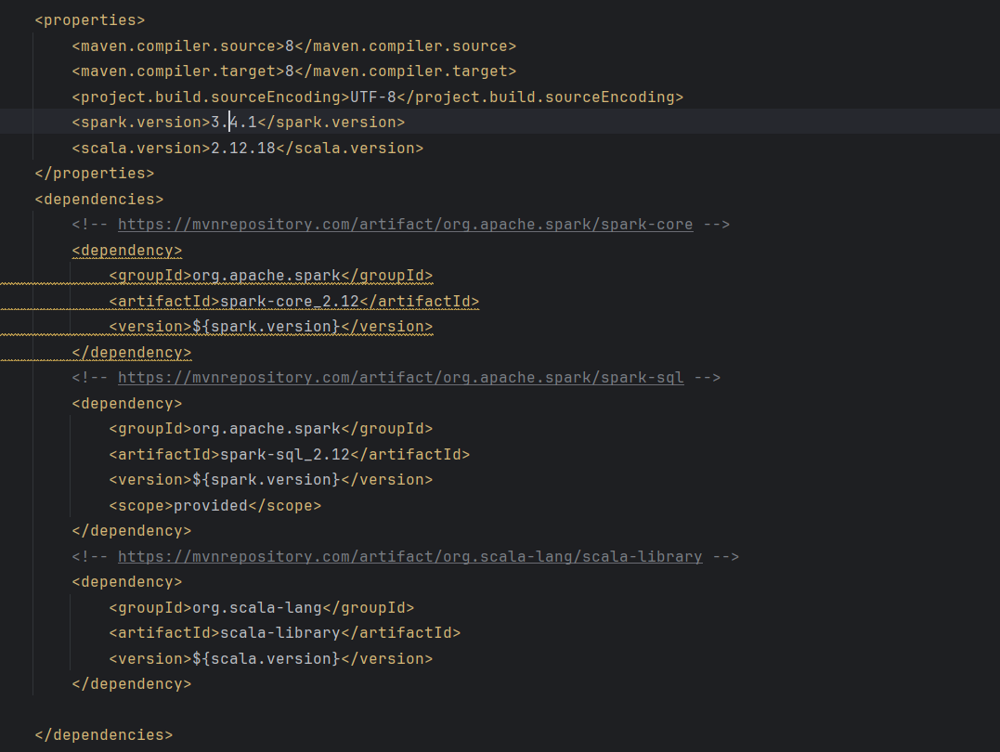 <properties>
<maven.compiler.source>8</maven.compiler.source>
<maven.compiler.target>8</maven.compiler.target>
<project.build.sourceEncoding>UTF-8</project.build.sourceEncoding>
<spark.version>3.4.1</spark.version>
<scala.version>2.12.18</scala.version>
</properties>
<dependencies>
<!-- https://mvnrepository.com/artifact/org.apache.spark/spark-core -->
<dependency>
<groupId>org.apache.spark</groupId>
<artifactId>spark-core_2.12</artifactId>
<version>${spark.version}</version>
</dependency>
<!-- https://mvnrepository.com/artifact/org.apache.spark/spark-sql -->
<dependency>
<groupId>org.apache.spark</groupId>
<artifactId>spark-sql_2.12</artifactId>
<version>${spark.version}</version>
<scope>provided</scope>
</dependency>
<!-- https://mvnrepository.com/artifact/org.scala-lang/scala-library -->
<dependency>
<groupId>org.scala-lang</groupId>
<artifactId>scala-library</artifactId>
<version>${scala.version}</version>
</dependency>
</dependencies>